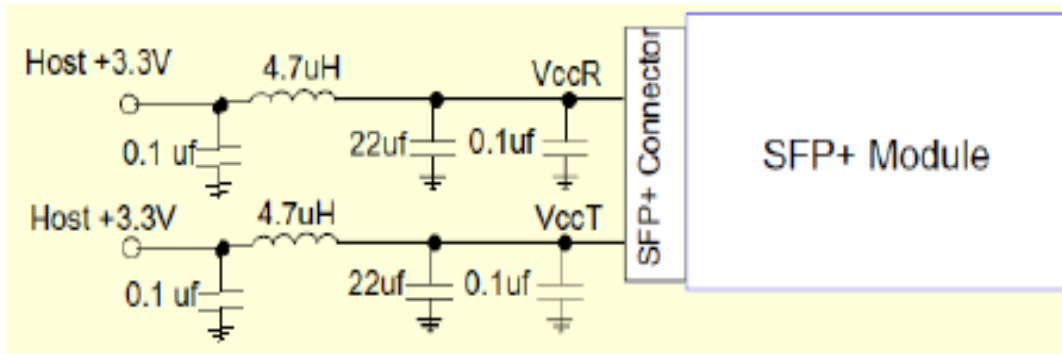 Host +3.3V
4.7uH
VccR
0.1 uf
22uf
0.1uf
Host +3.3V
4.7uH
VccT
0.1 uf
22uf
0.1uf
SFP+ Connector
SFP+ Module